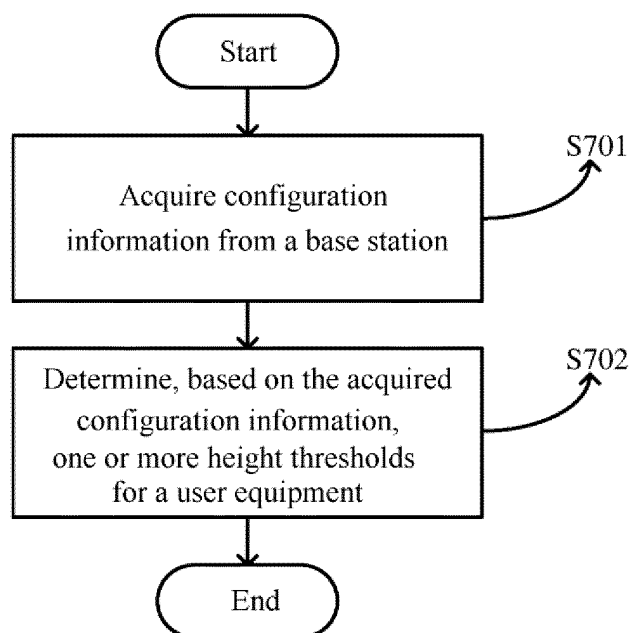 Start
S701
Acquire configuration
information from a base station
S702
Determine, based on the acquired
configuration information,
one or more height thresholds
for a user equipment
End